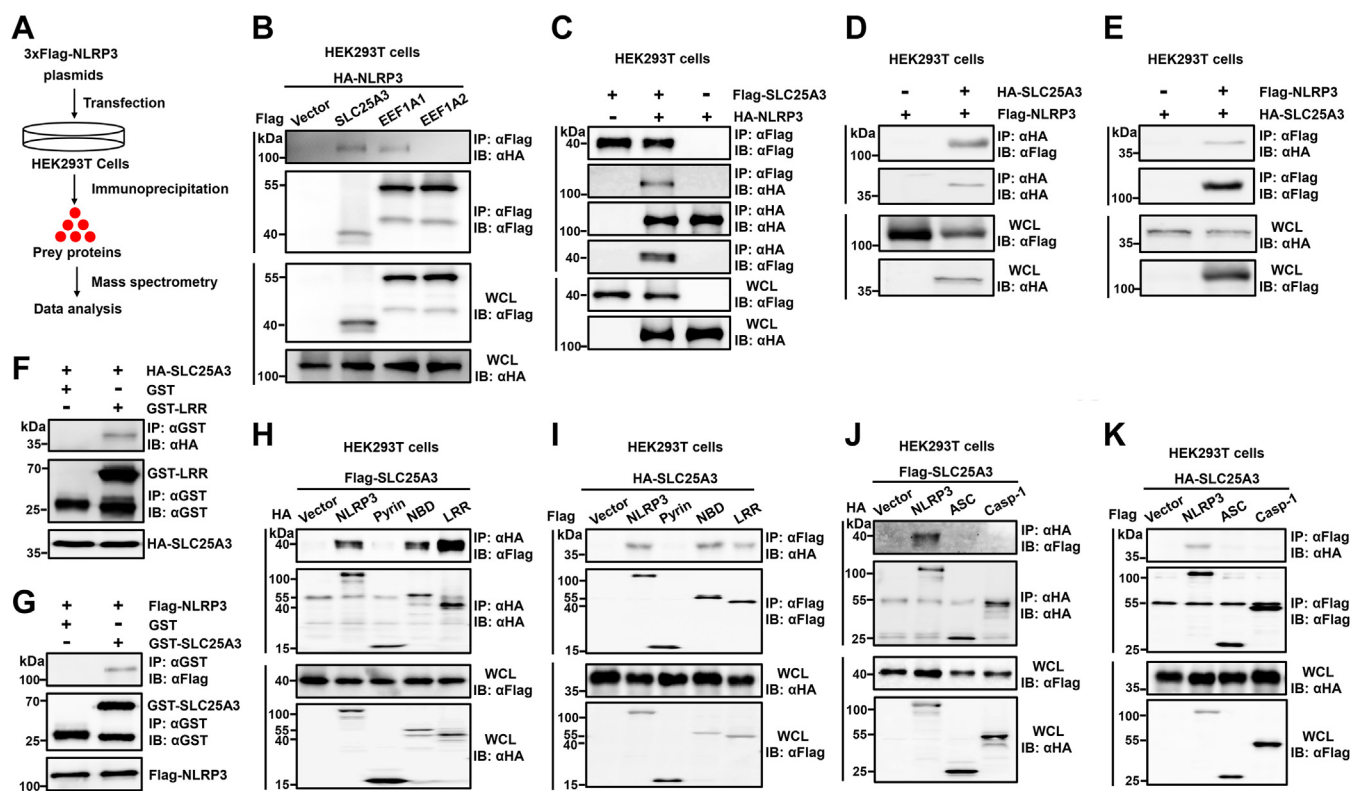 A
3xFlag-NLRP3
plasmids
Transfection
HEK293T Cells
Immunoprecipitation
Prey proteins
Mass spectrometry
Data analysis
B
HEK293T cells
HA-NLRP3
Flag Vector SLC25A3 EEF1A1 EEF1A2
kDa
100
IP: αFlag
IB: αHA
55
40
IP: αFlag
IB: αFlag
55
40
WCL
IB: αFlag
100
WCL
IB: αHA
C
HEK293T cells
+ + - Flag-SLC25A3
- + + HA-NLRP3
kDa
40
IP: αFlag
IB: αFlag
100
IP: αFlag
IB: αHA
100
IP: αHA
IB: αHA
40
IP: αHA
IB: αFlag
40
WCL
IB: αFlag
100
WCL
IB: αHA
D
HEK293T cells
- + HA-SLC25A3
+ + Flag-NLRP3
kDa
100
IP: αHA
IB: αFlag
35
IP: αHA
IB: αHA
100
WCL
IB: αFlag
35
WCL
IB: αHA
E
HEK293T cells
- + Flag-NLRP3
+ + HA-SLC25A3
kDa
35
IP: αFlag
IB: αHA
100
IP: αFlag
IB: αFlag
35
WCL
IB: αHA
100
WCL
IB: αFlag
F
+ + HA-SLC25A3
+ - GST
- + GST-LRR
kDa
35
IP: αGST
IB: αHA
70
25
GST-LRR
IP: αGST
IB: αGST
35
HA-SLC25A3
G
+ + Flag-NLRP3
+ - GST
- + GST-SLC25A3
kDa
100
IP: αGST
IB: αFlag
70
25
GST-SLC25A3
IP: αGST
IB: αGST
100
Flag-NLRP3
H
HEK293T cells
Flag-SLC25A3
HA Vector NLRP3 Pyrin NBD LRR
kDa
40
IP: αHA
IB: αFlag
100
55
40
15
IP: αHA
IB: αHA
40
WCL
IB: αFlag
100
55
40
15
WCL
IB: αHA
I
HEK293T cells
HA-SLC25A3
Flag Vector NLRP3 Pyrin NBD LRR
kDa
35
IP: αFlag
IB: αHA
100
55
40
15
IP: αFlag
IB: αFlag
35
WCL
IB: αHA
100
55
40
15
WCL
IB: αFlag
J
HEK293T cells
Flag-SLC25A3
HA Vector NLRP3 ASC Casp-1
kDa
40
IP: αHA
IB: αFlag
100
55
25
IP: αHA
IB: αHA
40
WCL
IB: αFlag
100
55
25
WCL
IB: αHA
K
HEK293T cells
HA-SLC25A3
Flag Vector NLRP3 ASC Casp-1
kDa
35
IP: αFlag
IB: αHA
100
55
25
IP: αFlag
IB: αFlag
35
WCL
IB: αHA
100
55
25
WCL
IB: αFlag